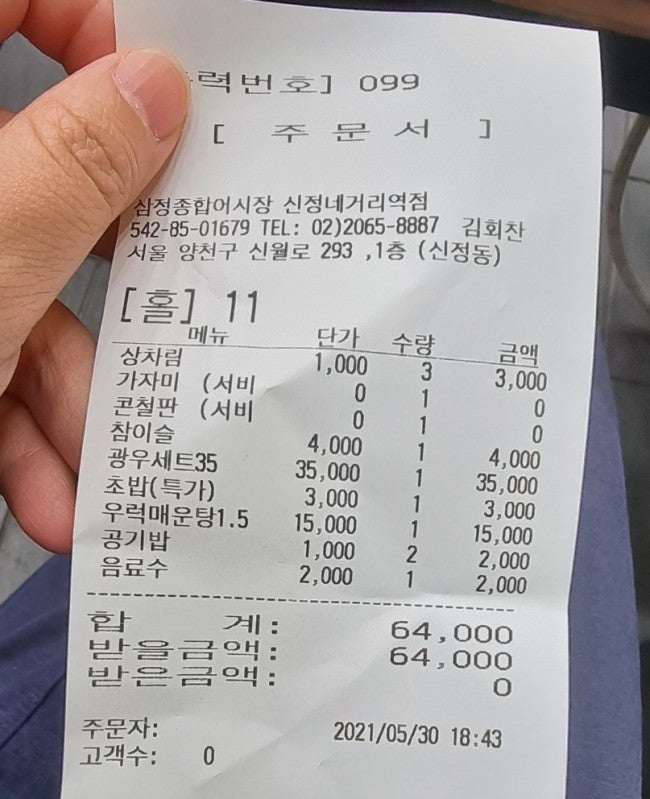 력번호] 099
[ 주 문 서 ]
삼정종합어시장 신정네거리역점
542-85-01679 TEL: 02)2065-8887 김회찬
서울 양천구 신월로 293 ,1층 (신정동)
[홀] 11
메뉴 단가 수량 금액
상차림 1,000 3 3,000
가자미 (서비 0 1 0
콘철판 (서비 0 1 0
참이슬 4,000 1 4,000
광우세트35 35,000 1 35,000
초밥(특가) 3,000 1 3,000
우럭매운탕1.5 15,000 1 15,000
공기밥 1,000 2 2,000
음료수 2,000 1 2,000
합 계: 64,000
받을금액: 64,000
받은금액: 0
주문자: 2021/05/30 18:43
고객수: 0